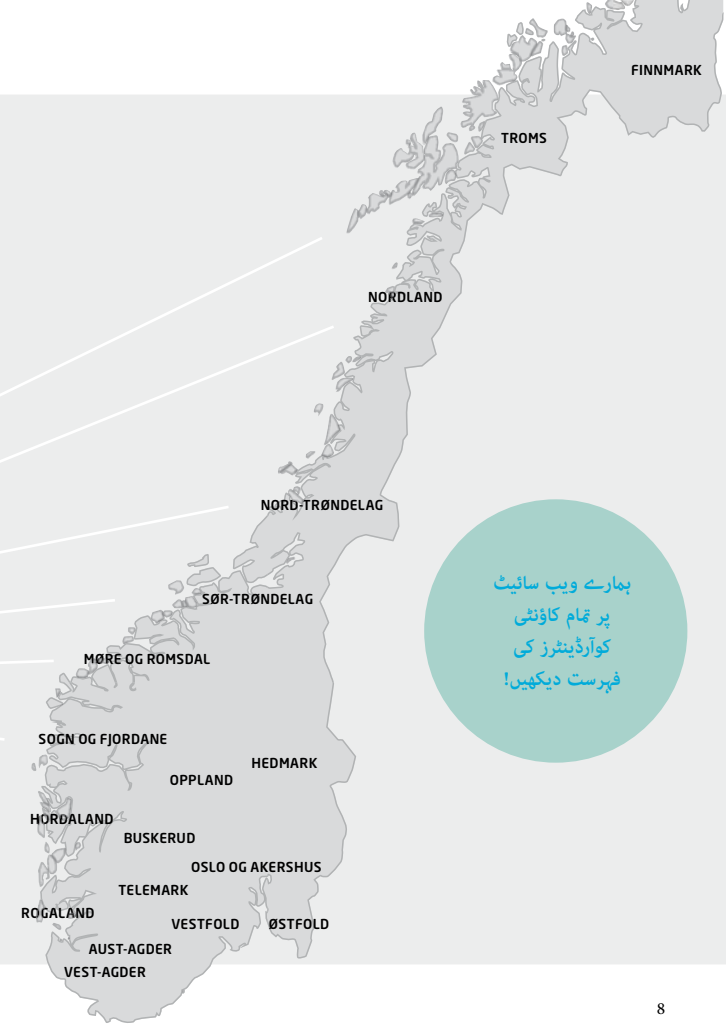 FINNMARK
TROMS
NORDLAND
NORD-TRØNDELAG
ہمارے ویب سائیٹ
پر تمام کاؤنٹی
کوآرڈینٹرز کی
فہرست دیکھیں!
SØR-TRØNDELAG
MØRE OG ROMSDAL
SOGN OG FJORDANE
HEDMARK
OPPLAND
HORDALAND
BUSKERUD
OSLO OG AKERSHUS
TELEMARK
ROGALAND
VESTFOLD
ØSTFOLD
AUST-AGDER
VEST-AGDER
8